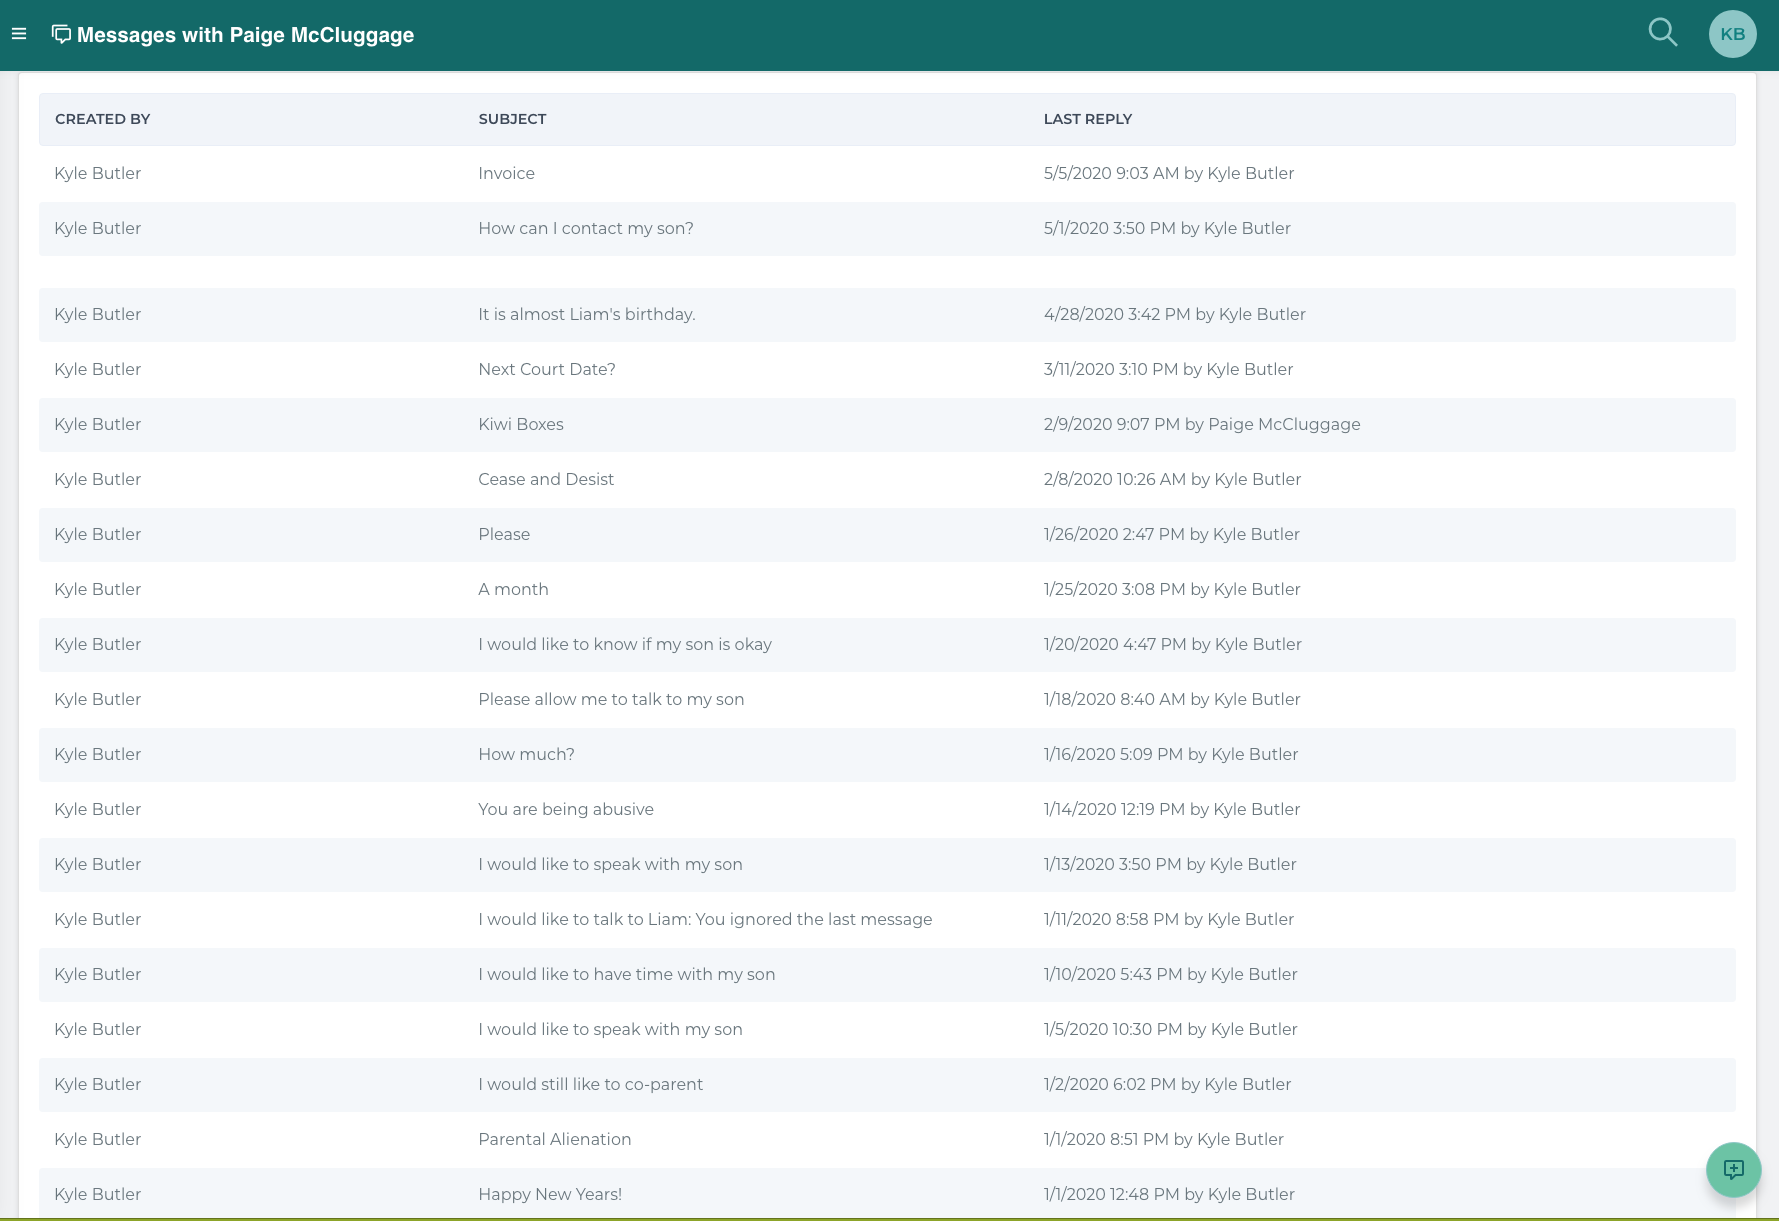 Messages with Paige McCluggage KB
CREATED BY SUBJECT LAST REPLY
Kyle Butler Invoice 5/5/2020 9:03 AM by Kyle Butler
Kyle Butler How can I contact my son? 5/1/2020 3:50 PM by Kyle Butler
Kyle Butler It is almost Liam's birthday. 4/28/2020 3:42 PM by Kyle Butler
Kyle Butler Next Court Date? 3/11/2020 3:10 PM by Kyle Butler
Kyle Butler Kiwi Boxes 2/9/2020 9:07 PM by Paige McCluggage
Kyle Butler Cease and Desist 2/8/2020 10:26 AM by Kyle Butler
Kyle Butler Please 1/26/2020 2:47 PM by Kyle Butler
Kyle Butler A month 1/25/2020 3:08 PM by Kyle Butler
Kyle Butler I would like to know if my son is okay 1/20/2020 4:47 PM by Kyle Butler
Kyle Butler Please allow me to talk to my son 1/18/2020 8:40 AM by Kyle Butler
Kyle Butler How much? 1/16/2020 5:09 PM by Kyle Butler
Kyle Butler You are being abusive 1/14/2020 12:19 PM by Kyle Butler
Kyle Butler I would like to speak with my son 1/13/2020 3:50 PM by Kyle Butler
Kyle Butler I would like to talk to Liam: You ignored the last message 1/11/2020 8:58 PM by Kyle Butler
Kyle Butler I would like to have time with my son 1/10/2020 5:43 PM by Kyle Butler
Kyle Butler I would like to speak with my son 1/5/2020 10:30 PM by Kyle Butler
Kyle Butler I would still like to co-parent 1/2/2020 6:02 PM by Kyle Butler
Kyle Butler Parental Alienation 1/1/2020 8:51 PM by Kyle Butler
Kyle Butler Happy New Years! 1/1/2020 12:48 PM by Kyle Butler